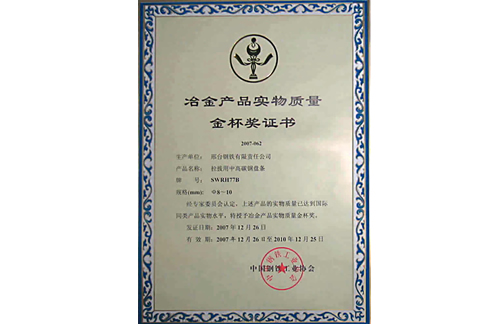 冶金产品实物质量
金杯奖证书
2007-062
生产单位: 邢台钢铁有限责任公司
产品名称: 拉丝用中高碳钢盘条
牌 号: SWRH77B
规格(mm): Φ8～10
经专家委员会认定，上述产品的实物质量已达到国际
同类产品实物水平，特授予冶金产品实物质量金杯奖。
发证日期: 2007年12月26日
有 效 期: 2007年12月26日至2010年12月25日
中国钢铁工业协会